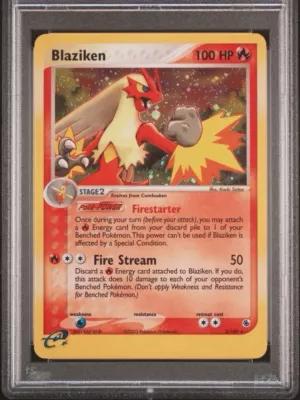 Blaziken 100 HP
STAGE 2 Evolves from Combusken
Poké-POWER Firestarter
Once during your turn (before your attack), you may attach
a Energy card from your discard pile to 1 of your
Benched Pokémon. This power can't be used if Blaziken is
affected by a Special Condition.
Fire Stream 50
Discard a Energy card attached to Blaziken. If you do,
this attack does 10 damage to each of your opponent's
Benched Pokémon. (Don't apply Weakness and Resistance
for Benched Pokémon.)
weakness resistance retreat cost